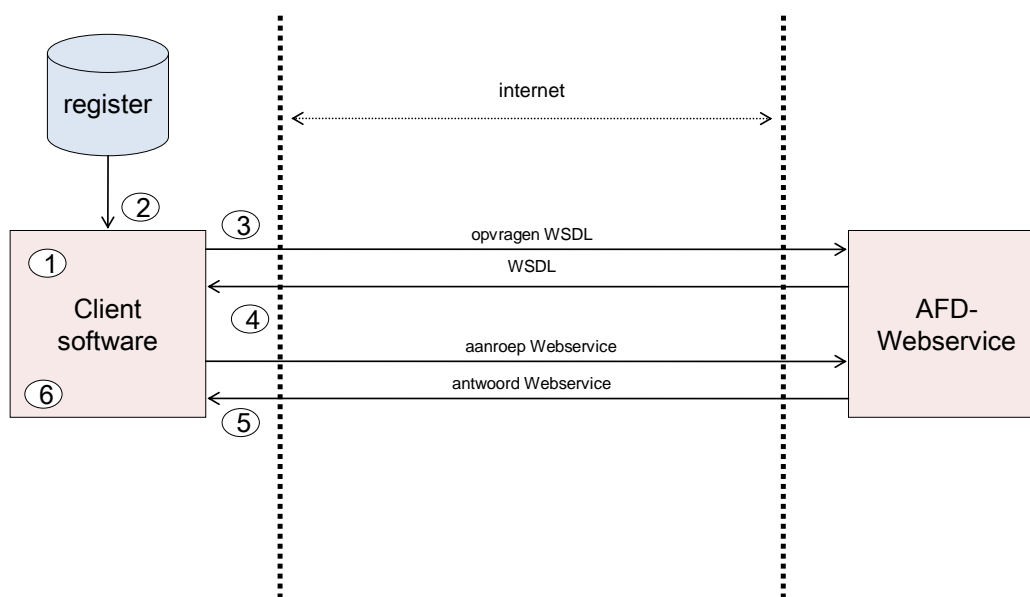 register
internet
2
3
opvragen WSDL
1
WSDL
Client
software
4
AFD-
Webservice
aanroep Webservice
antwoord Webservice
6
5